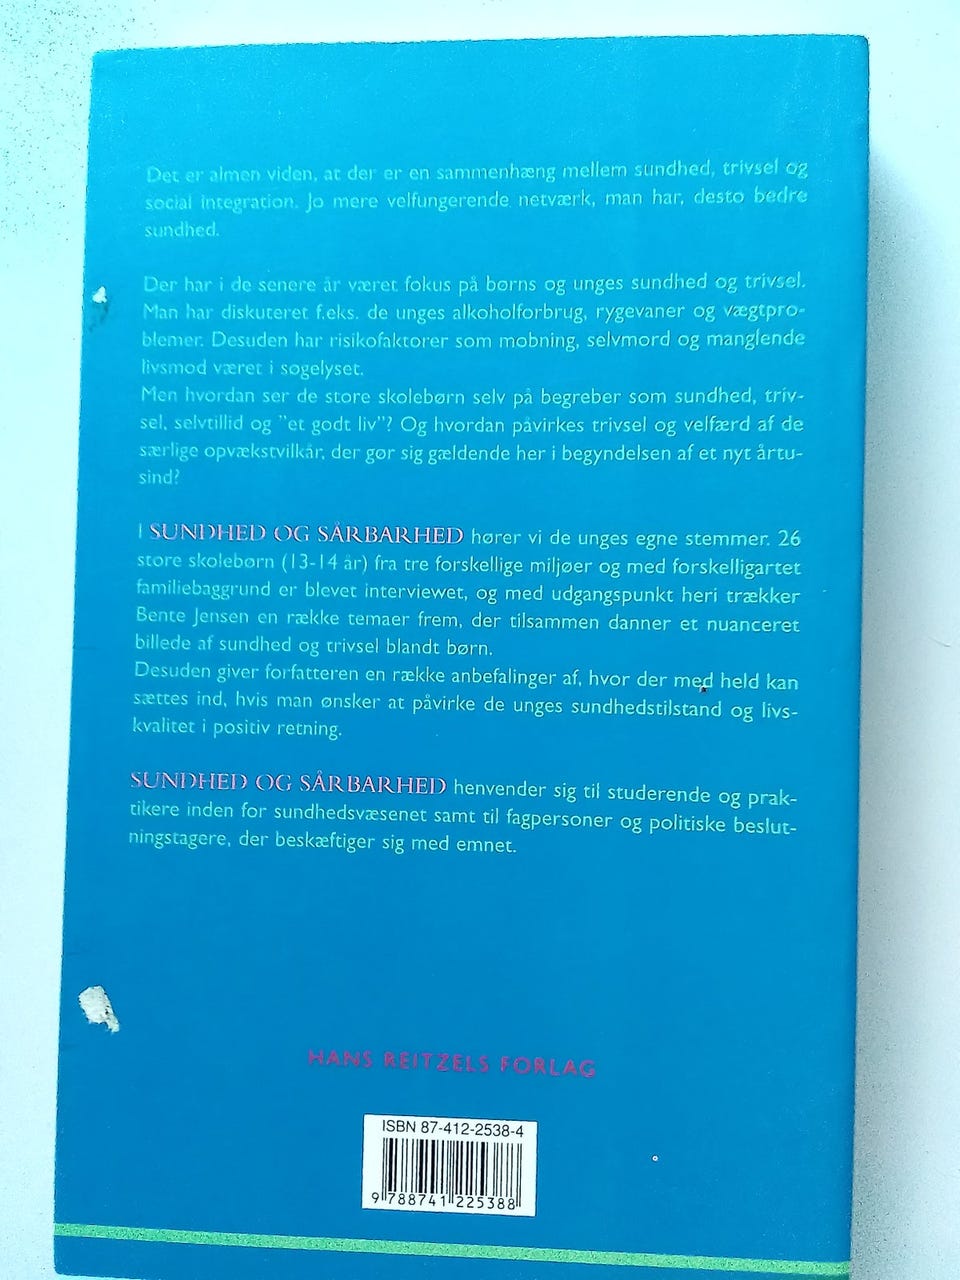 Det er almen viden, at der er en sammenhæng mellem sundhed, trivsel og
social integration. Jo mere velfungerende netværk, man har, desto bedre
sundhed.
Der har i de senere år været fokus på børns og unges sundhed og trivsel.
Man har diskuteret f.eks. de unges alkoholforbrug, rygevaner og vægtpro-
blemer. Desuden har risikofaktorer som mobning, selvmord og manglende
livsmod været i søgelyset.
Men hvordan ser de store skolebørn selv på begreber som sundhed, triv-
sel, selvtillid og "et godt liv"? Og hvordan påvirkes trivsel og velfærd af de
særlige opvækstvilkår, der gør sig gældende her i begyndelsen af et nyt årtu-
sind?
I SUNDHED OG SÅRBARHED hører vi de unges egne stemmer. 26
store skolebørn (13-14 år) fra tre forskellige miljøer og med forskelligartet
familiebaggrund er blevet interviewet, og med udgangspunkt heri trækker
Bente Jensen en række temaer frem, der tilsammen danner et nuanceret
billede af sundhed og trivsel blandt børn.
Desuden giver forfatteren en række anbefalinger af, hvor der med held kan
sættes ind, hvis man ønsker at påvirke de unges sundhedstilstand og livs-
kvalitet i positiv retning.
SUNDHED OG SÅRBARHED henvender sig til studerende og prak-
tikere inden for sundhedsvæsenet samt til fagpersoner og politiske beslut-
ningstagere, der beskæftiger sig med emnet.
HANS REITZELS FORLAG
ISBN 87-412-2538-4
9 788741 225388